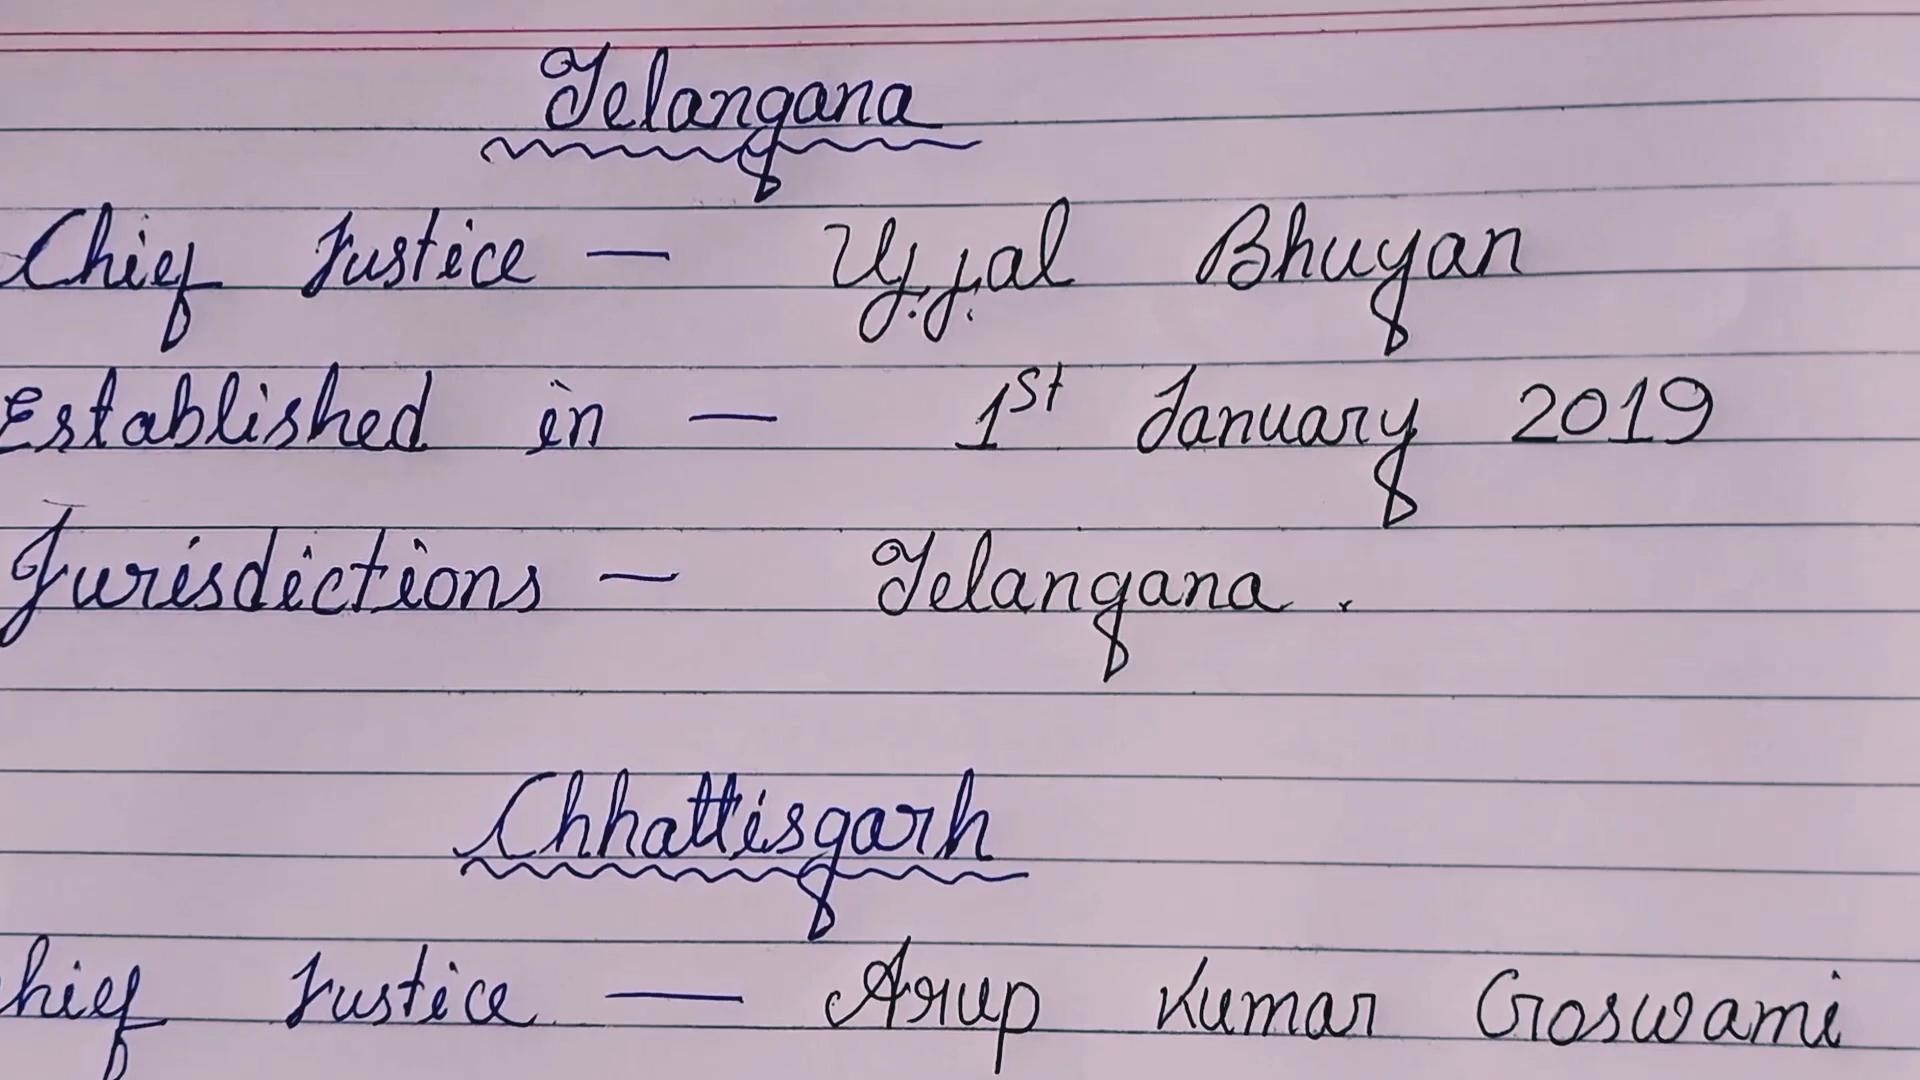 Telangana
Chief Justice — Ujjal Bhuyan
Established in — 1st January 2019
Jurisdictions — Telangana.
Chhattisgarh
hief Justice — Arup Kumar Goswami